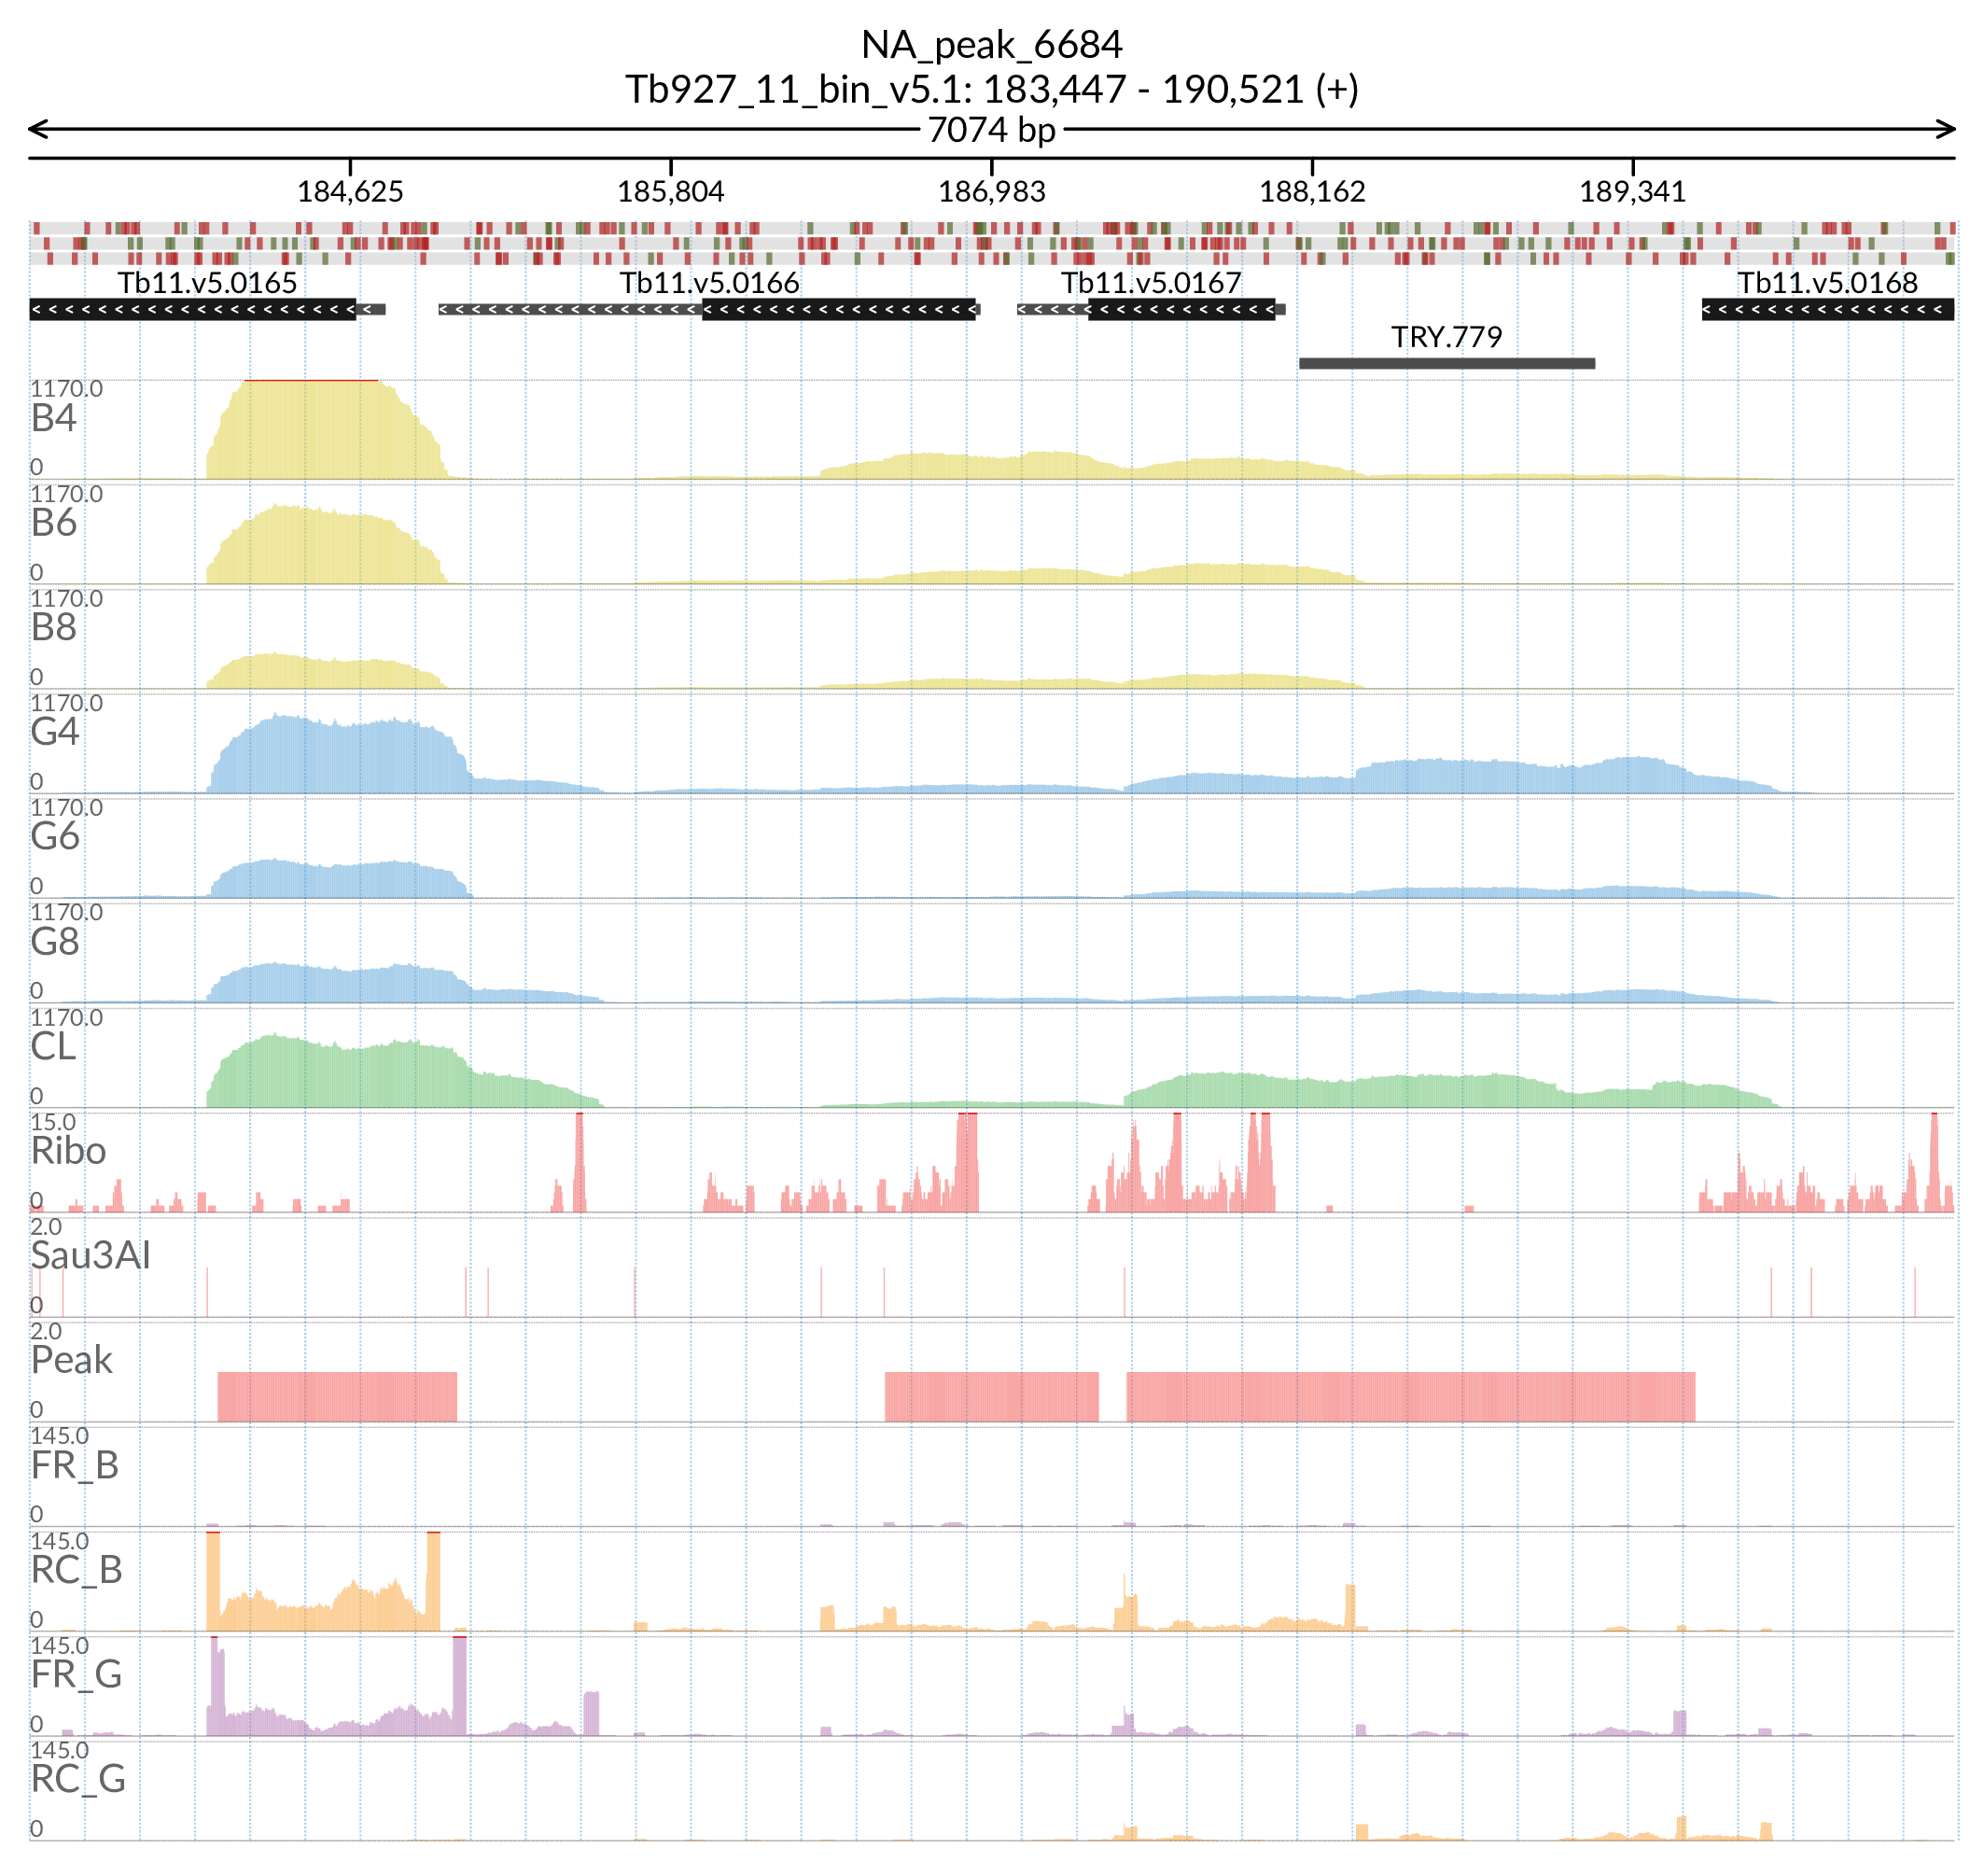 NA_peak_6684
Tb927_11_bin_v5.1: 183,447 - 190,521 (+)
7074 bp
184,625 185,804 186,983 188,162 189,341
Tb11.v5.0165 Tb11.v5.0166 Tb11.v5.0167 Tb11.v5.0168
TRY.779
1170.0
B4
0
1170.0
B6
0
1170.0
B8
0
1170.0
G4
0
1170.0
G6
0
1170.0
G8
0
1170.0
CL
0
15.0
Ribo
0
2.0
Sau3AI
0
2.0
Peak
0
145.0
FR_B
0
145.0
RC_B
0
145.0
FR_G
0
145.0
RC_G
0